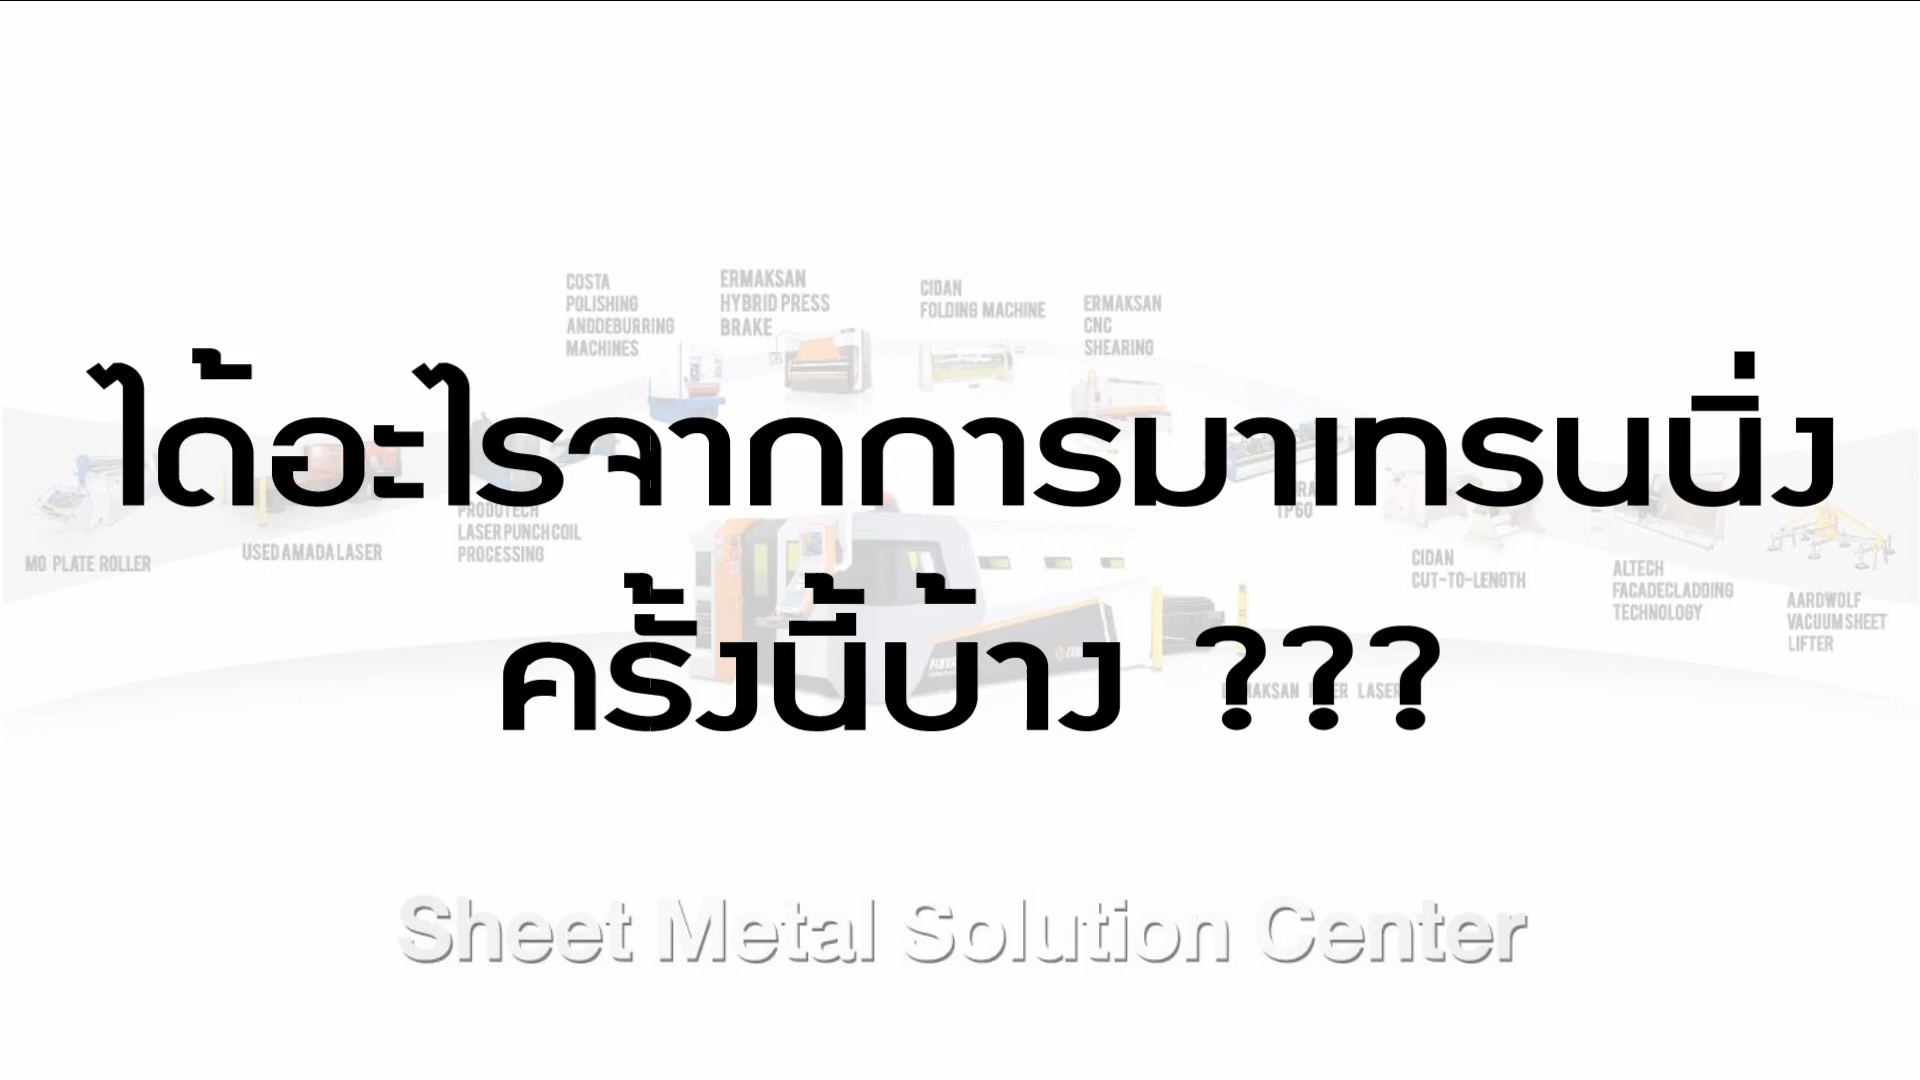 COSTA
POLISHING
ANDDEBURRING
MACHINES
ERMAKSAN
HYBRID PRESS
BRAKE
CIDAN
FOLDING MACHINE
ERMAKSAN
CNC
SHEARING
ได้อะไรจากการมาเทรนนิ่ง
ครั้งนี้บ้าง ???
MG PLATE ROLLER
USED AMADA LASER
PRODUTECH
LASER PUNCH COIL
PROCESSING
TP60
CIDAN
CUT-TO-LENGTH
ALTECH
FACADECLADDING
TECHNOLOGY
AARDWOLF
VACUUM SHEET
LIFTER
LASER
Sheet Metal Solution Center